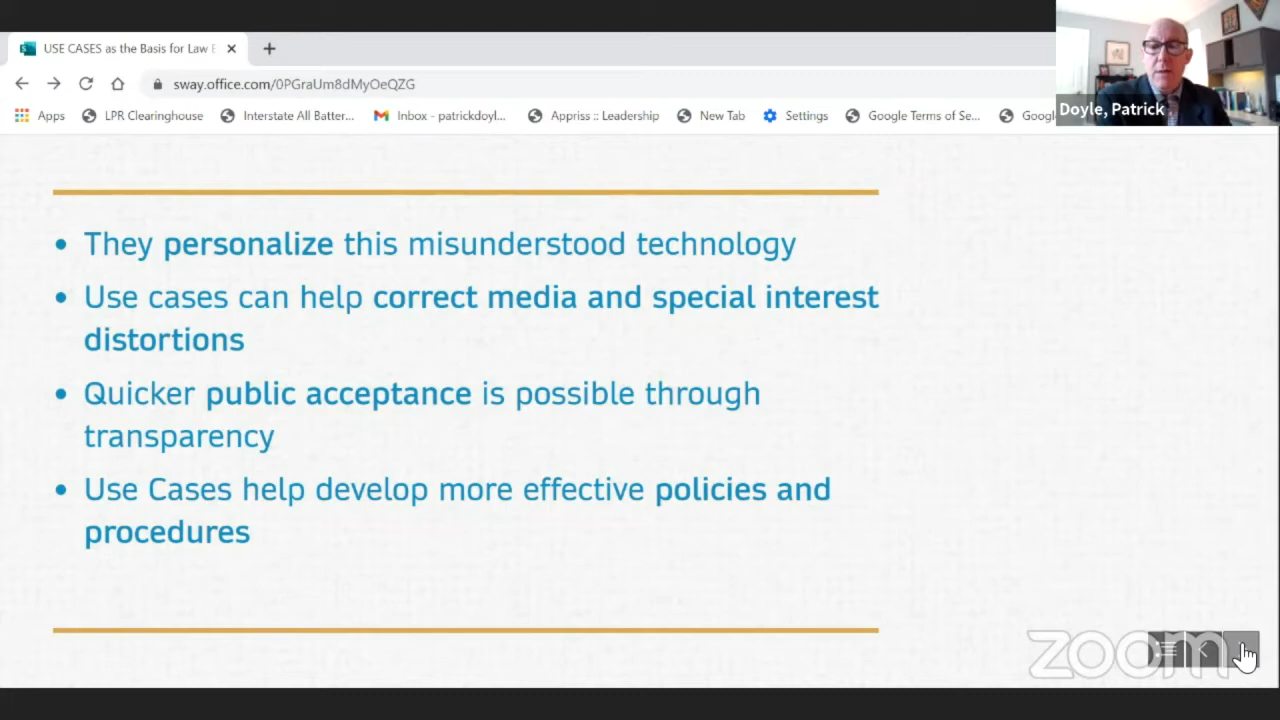 USE CASES as the Basis for Law E
sway.office.com/0PGraUm8dMyOeQZG
Doyle, Patrick
Apps LPR Clearinghouse Interstate All Batter... Inbox - patrickdoyl... Appriss :: Leadership New Tab Settings Google Terms of Se... Goog
They personalize this misunderstood technology
Use cases can help correct media and special interest
distortions
Quicker public acceptance is possible through
transparency
Use Cases help develop more effective policies and
procedures
zoom